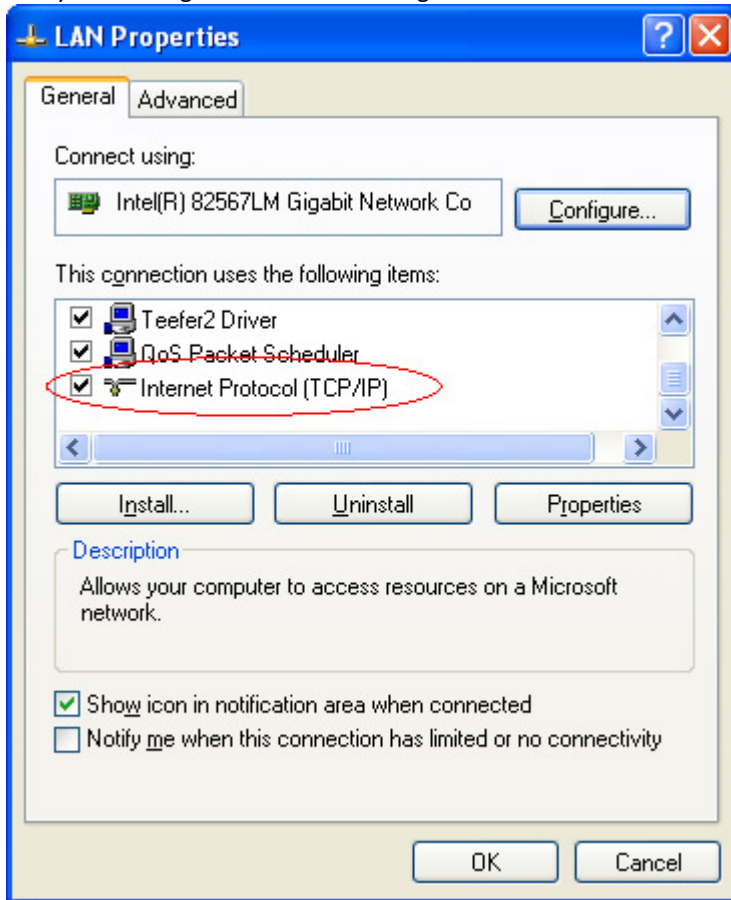 LAN Properties
General Advanced
Connect using:
Intel(R) 82567LM Gigabit Network Co Configure...
This connection uses the following items:
Teefer2 Driver
QoS Packet Scheduler
Internet Protocol (TCP/IP)
Install... Uninstall Properties
Description
Allows your computer to access resources on a Microsoft
network.
Show icon in notification area when connected
Notify me when this connection has limited or no connectivity
OK Cancel